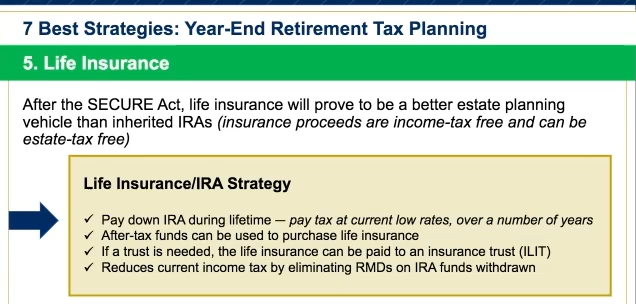 7 Best Strategies: Year-End Retirement Tax Planning
5. Life Insurance
After the SECURE Act, life insurance will prove to be a better estate planning
vehicle than inherited IRAs (insurance proceeds are income-tax free and can be
estate-tax free)
Life Insurance/IRA Strategy
✓ Pay down IRA during lifetime — pay tax at current low rates, over a number of years
✓ After-tax funds can be used to purchase life insurance
✓ If a trust is needed, the life insurance can be paid to an insurance trust (ILIT)
✓ Reduces current income tax by eliminating RMDs on IRA funds withdrawn